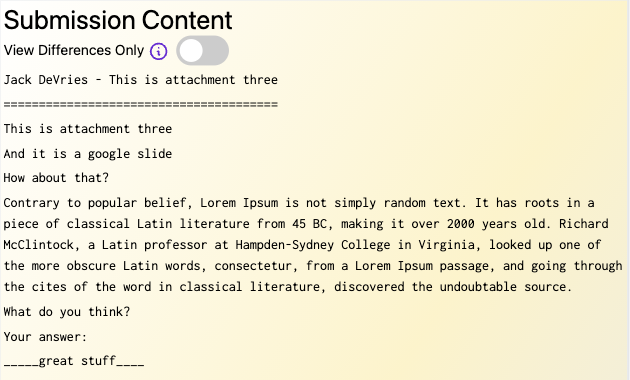 Submission Content
View Differences Only
Jack DeVries - This is attachment three
=======================================
This is attachment three
And it is a google slide
How about that?
Contrary to popular belief, Lorem Ipsum is not simply random text. It has roots in a
piece of classical Latin literature from 45 BC, making it over 2000 years old. Richard
McClintock, a Latin professor at Hampden-Sydney College in Virginia, looked up one of
the more obscure Latin words, consectetur, from a Lorem Ipsum passage, and going through
the cites of the word in classical literature, discovered the undoubtable source.
What do you think?
Your answer:
_____great stuff____